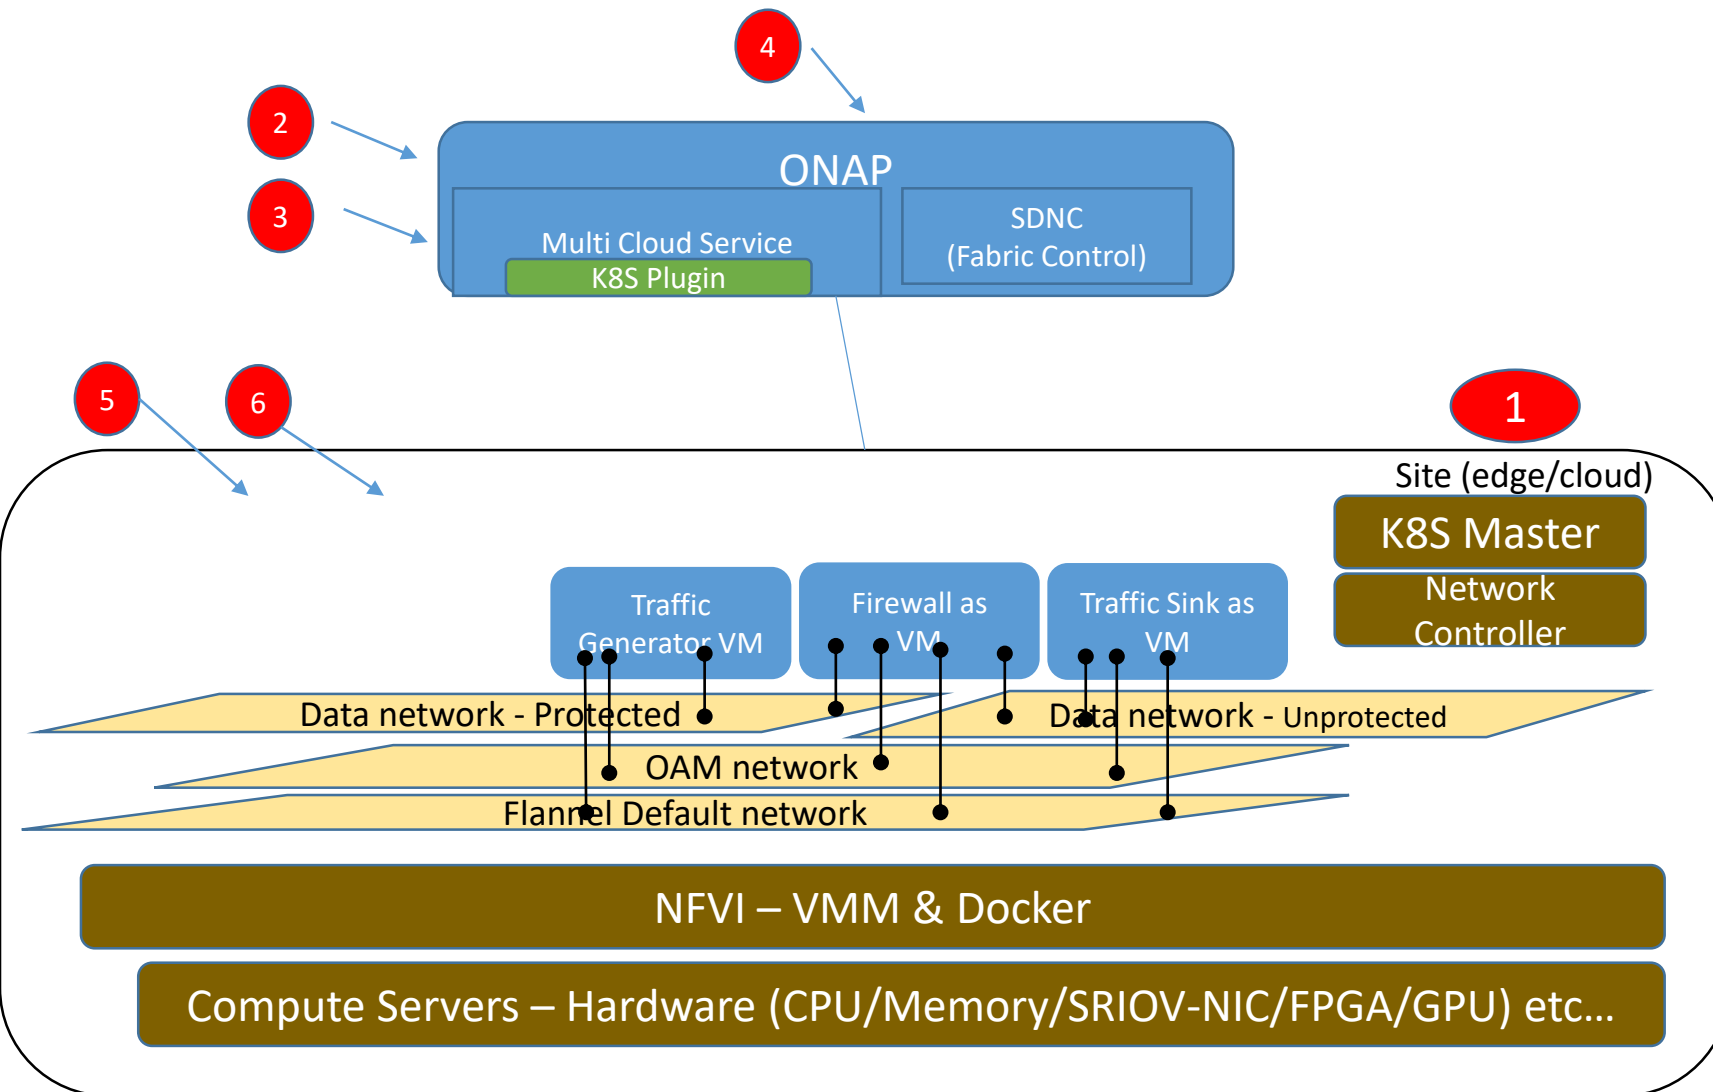 4
2
ONAP
3
SDNC
(Fabric Control)
Multi Cloud Service
K8S Plugin
5
6
1
Site (edge/cloud)
K8S Master
Network
Controller
Traffic
Generator VM
Firewall as
VM
Traffic Sink as
VM
Data network - Protected
Data network - Unprotected
OAM network
Flannel Default network
NFVI – VMM & Docker
Compute Servers – Hardware (CPU/Memory/SRIOV-NIC/FPGA/GPU) etc…